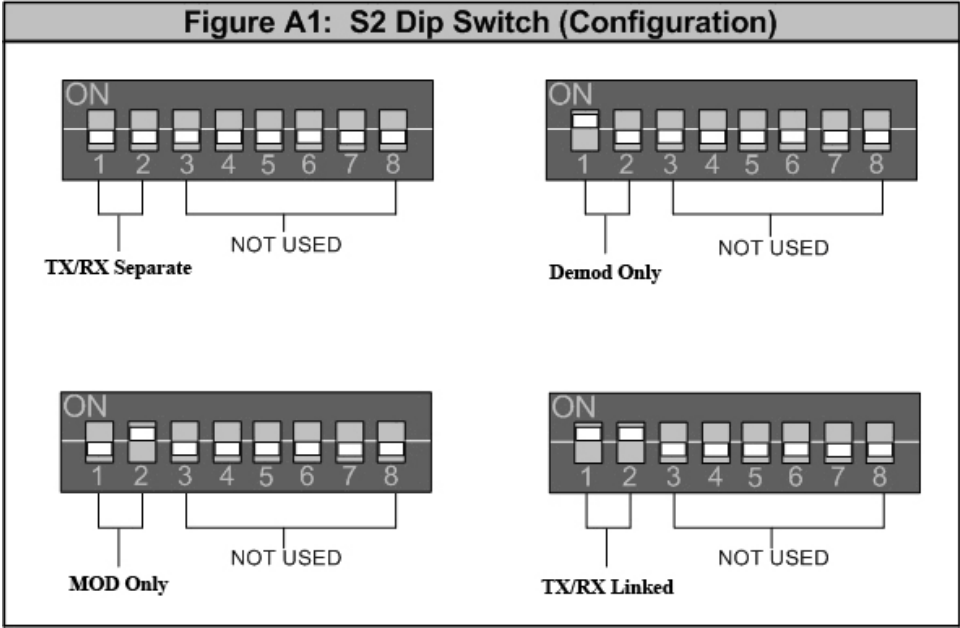 Figure A1: S2 Dip Switch (Configuration)
ON
1 2 3 4 5 6 7 8
NOT USED
TX/RX Separate
ON
1 2 3 4 5 6 7 8
NOT USED
Demod Only
ON
1 2 3 4 5 6 7 8
NOT USED
MOD Only
ON
1 2 3 4 5 6 7 8
NOT USED
TX/RX Linked